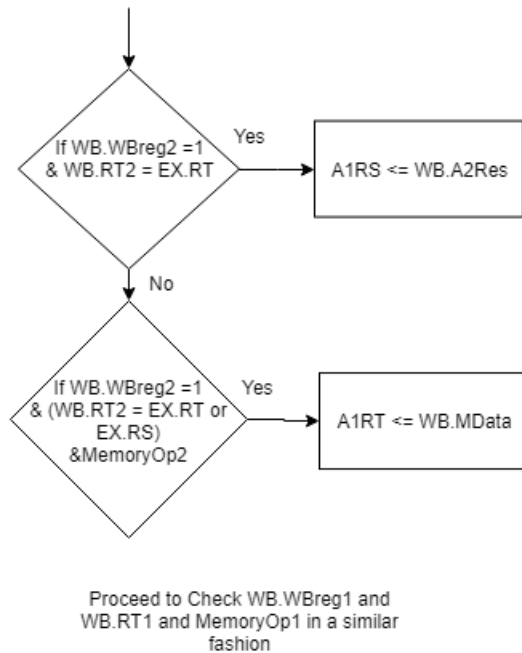 If WB.WBreg2 =1
& WB.RT2 = EX.RT
Yes
A1RS <= WB.A2Res
No
If WB.WBreg2 =1
& (WB.RT2 = EX.RT or
EX.RS)
&MemoryOp2
Yes
A1RT <= WB.MData
Proceed to Check WB.WBreg1 and
WB.RT1 and MemoryOp1 in a similar
fashion